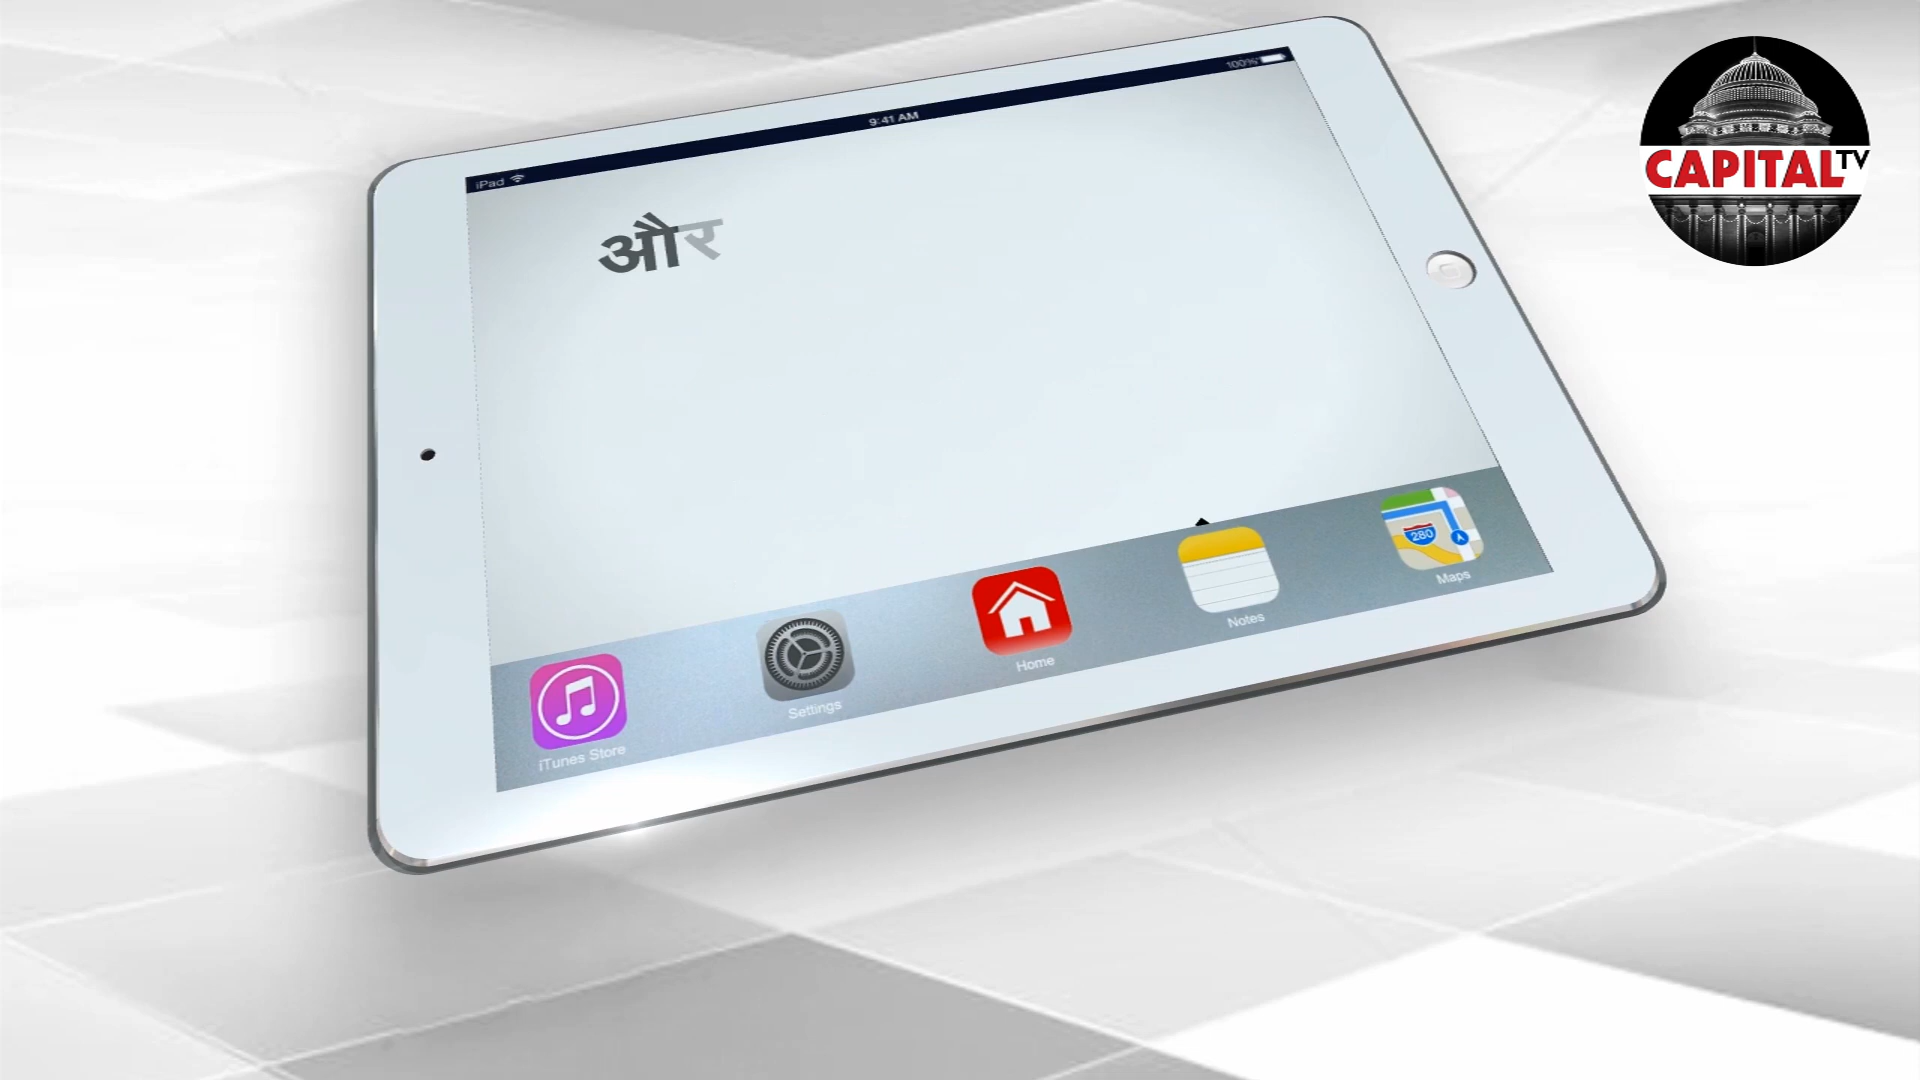 CAPITAL TV
100%
9:41 AM
iPad
और
280
Maps
Notes
Home
Settings
iTunes Store